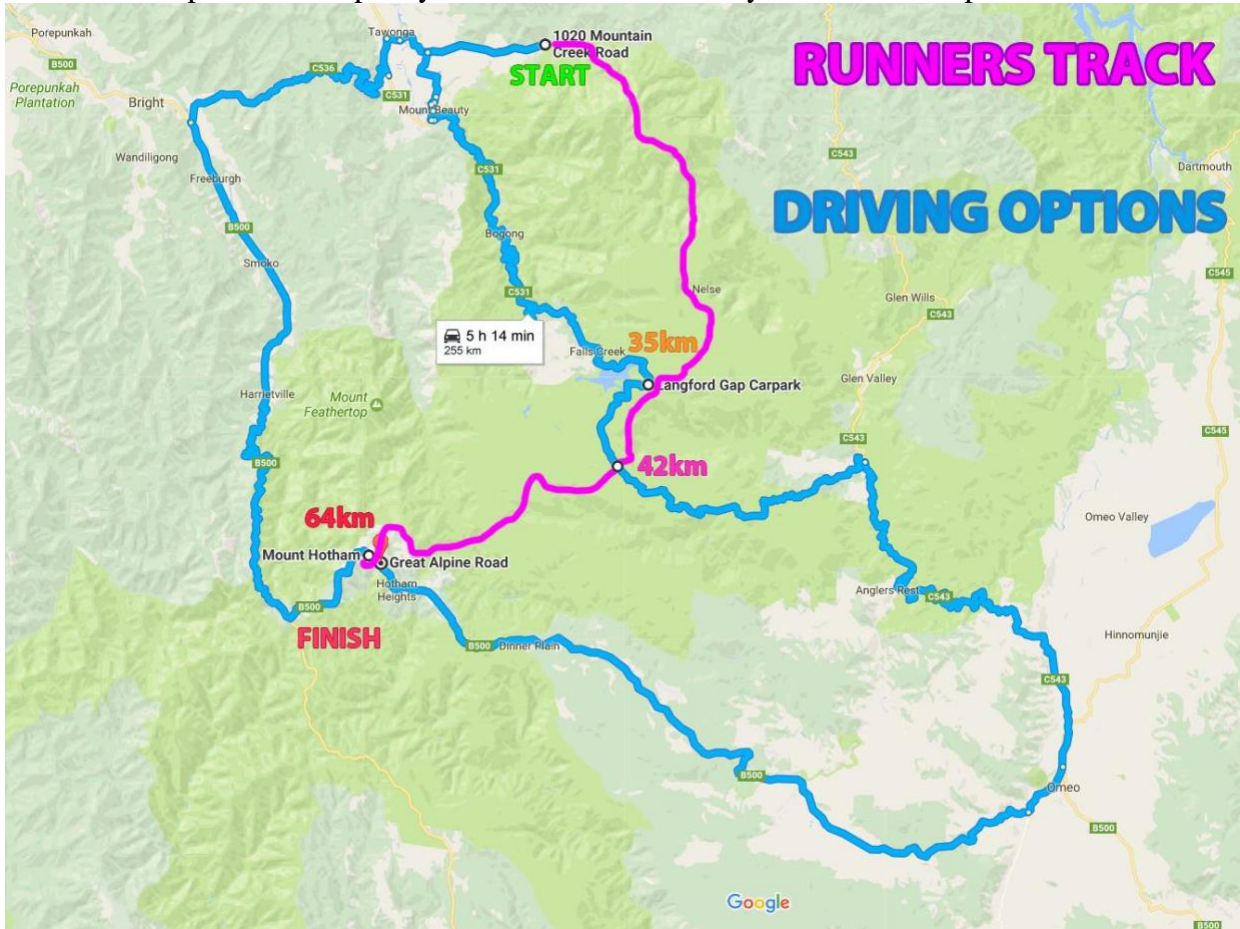 Porepunkah
B500
Porepunkah
Plantation
Bright
Wandiligong
Freeburgh
B500
Smoko
Harrietville
B500
Tawonga
C536
C531
Mount Beauty
C531
Bogong
C531
1020 Mountain
Creek Road
START
RUNNERS TRACK
DRIVING OPTIONS
C543
Dartmouth
C545
Nelse
Glen Wills
C543
5 h 14 min
255 km
Falls Creek
35km
Langford Gap Carpark
Glen Valley
C543
C545
Mount
Feathertop
42km
64km
Mount Hotham
Great Alpine Road
Hotham
Heights
B500
FINISH
B500
Dinner Plain
Omeo Valley
Anglers Rest
C543
Hinnomunjie
C543
B500
Omeo
B500
Google
B500